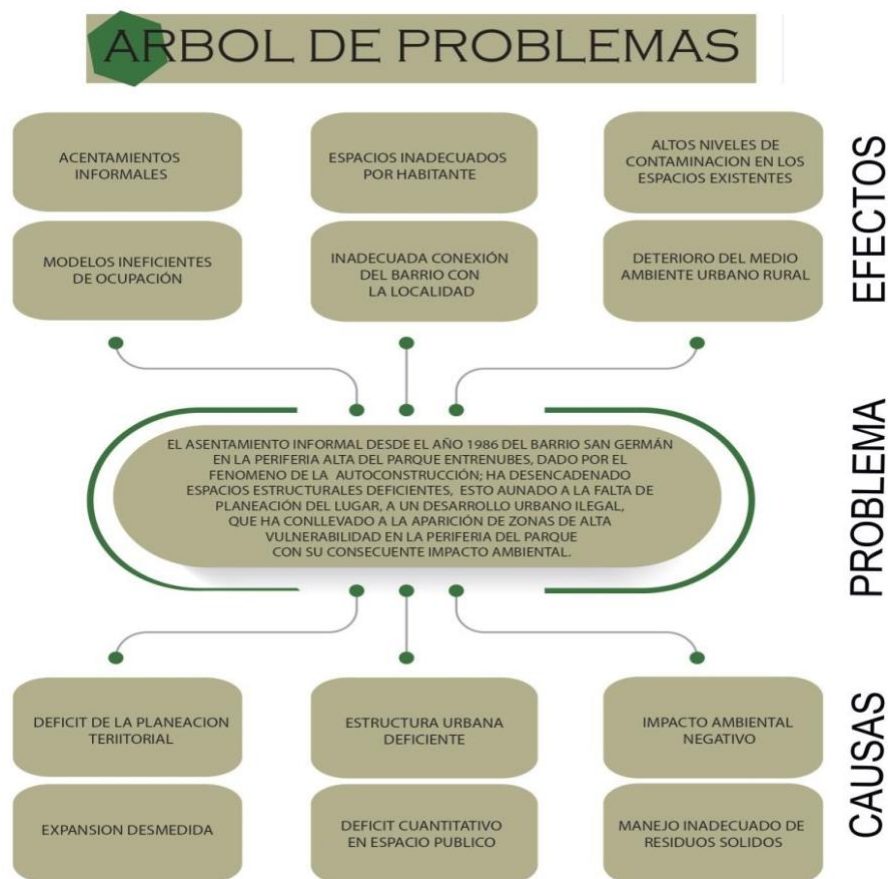 ARBOL DE PROBLEMAS
ACENTAMIENTOS
INFORMALES
ESPACIOS INADECUADOS
POR HABITANTE
ALTOS NIVELES DE
CONTAMINACION EN LOS
ESPACIOS EXISTENTES
MODELOS INEFICIENTES
DE OCUPACIÓN
INADECUADA CONEXIÓN
DEL BARRIO CON
LA LOCALIDAD
DETERIORO DEL MEDIO
AMBIENTE URBANO RURAL
EFECTOS
EL ASENTAMIENTO INFORMAL DESDE EL AÑO 1986 DEL BARRIO SAN GERMÁN
EN LA PERIFERIA ALTA DEL PARQUE ENTRENUBES, DADO POR EL
FENOMENO DE LA AUTOCONSTRUCCIÓN; HA DESENCADENADO
ESPACIOS ESTRUCTURALES DEFICIENTES, ESTO AUNADO A LA FALTA DE
PLANEACIÓN DEL LUGAR, A UN DESARROLLO URBANO ILEGAL,
QUE HA CONLLEVADO A LA APARICIÓN DE ZONAS DE ALTA
VULNERABILIDAD EN LA PERIFERIA DEL PARQUE
CON SU CONSECUENTE IMPACTO AMBIENTAL.
PROBLEMA
DEFICIT DE LA PLANEACION
TERIITORIAL
ESTRUCTURA URBANA
DEFICIENTE
IMPACTO AMBIENTAL
NEGATIVO
EXPANSION DESMEDIDA
DEFICIT CUANTITATIVO
EN ESPACIO PUBLICO
MANEJO INADECUADO DE
RESIDUOS SOLIDOS
CAUSAS